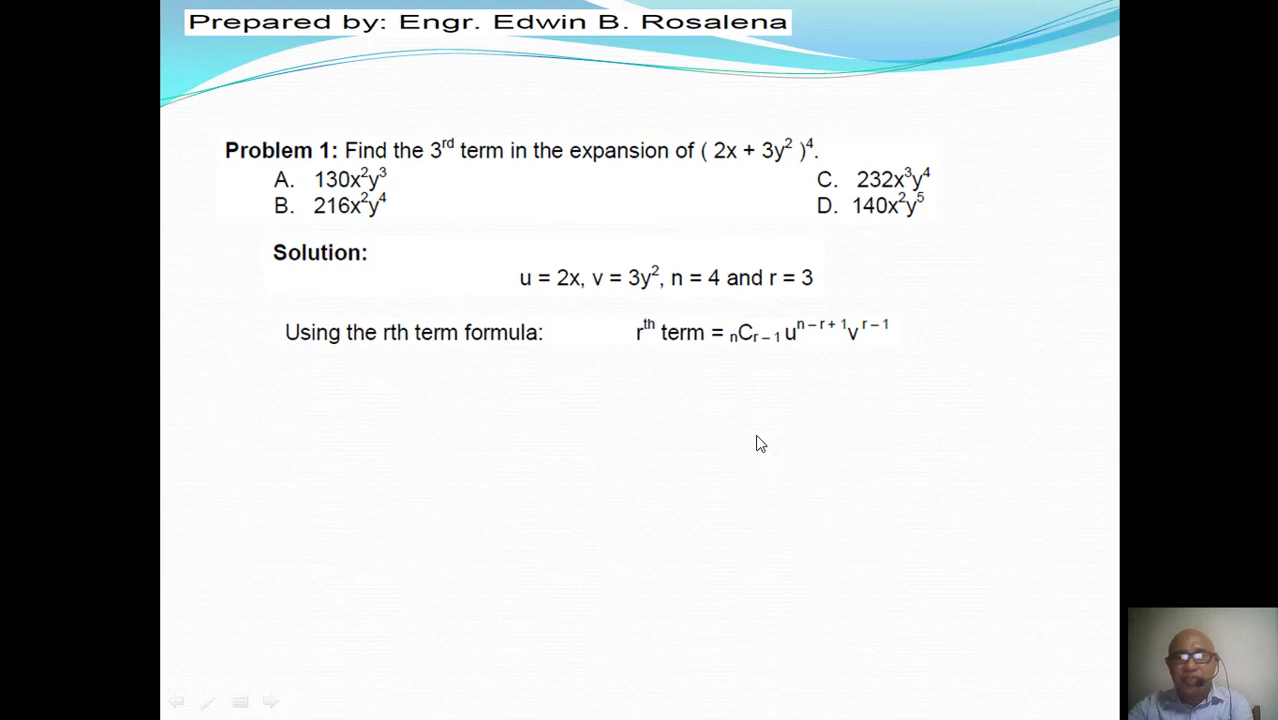 Prepared by: Engr. Edwin B. Rosalena
Problem 1: Find the 3rd term in the expansion of ( 2x + 3y² )⁴.
A. 130x²y³ C. 232x³y⁴
B. 216x²y⁴ D. 140x²y⁵
Solution:
u = 2x, v = 3y², n = 4 and r = 3
Using the rth term formula: rth term = ₙCᵣ₋₁ uⁿ⁻ʳ⁺¹vʳ⁻¹